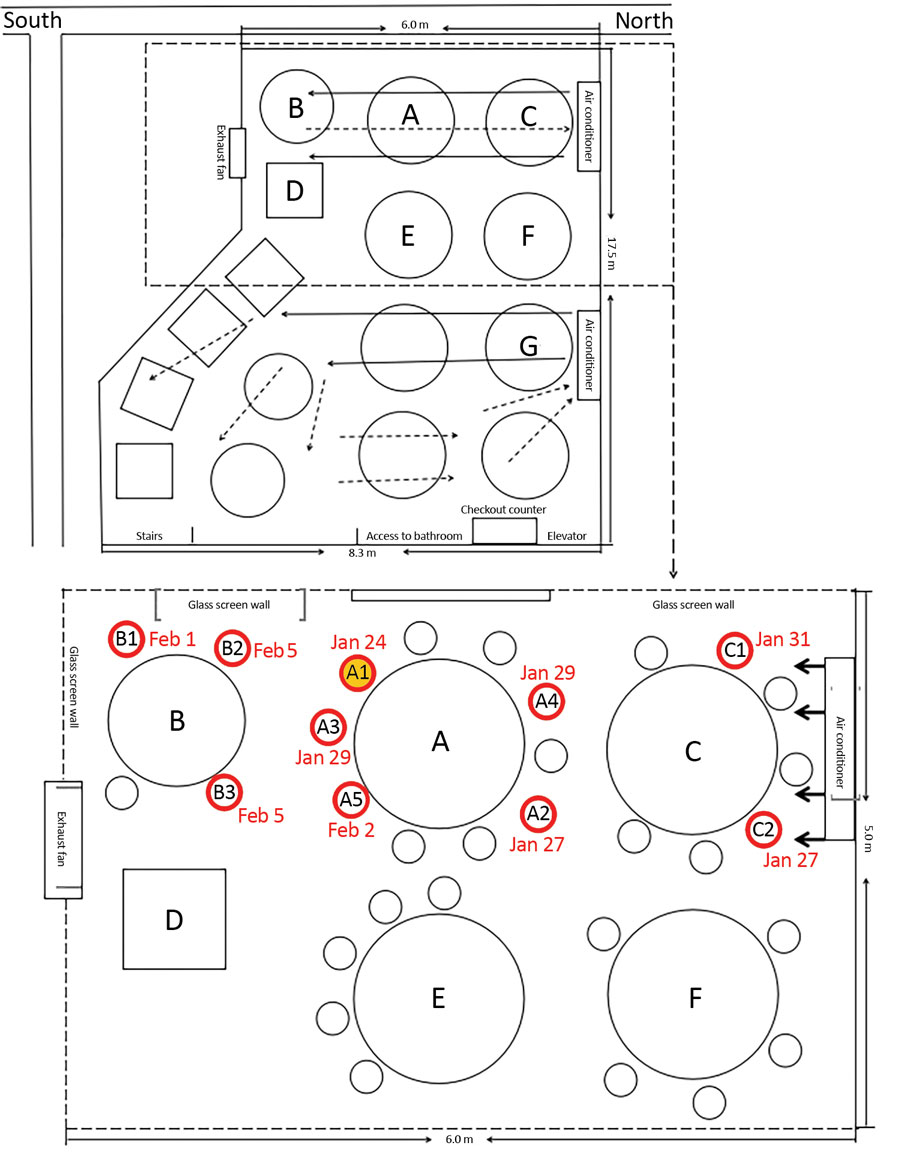 South
North
6.0 m
B
A
C
Air conditioner
Exhaust fan
D
E
F
17.5 m
G
Air conditioner
Checkout counter
Stairs
Access to bathroom
Elevator
8.3 m
Glass screen wall
Glass screen wall
B1 Feb 1
B2 Feb 5
Jan 24
A1
Jan 29
A4
C1 Jan 31
Glass screen wall
B
A3
Jan 29
A
C
Air conditioner
B3
Feb 5
A5
Feb 2
A2
Jan 27
C2
Jan 27
Exhaust fan
5.0 m
D
E
F
6.0 m